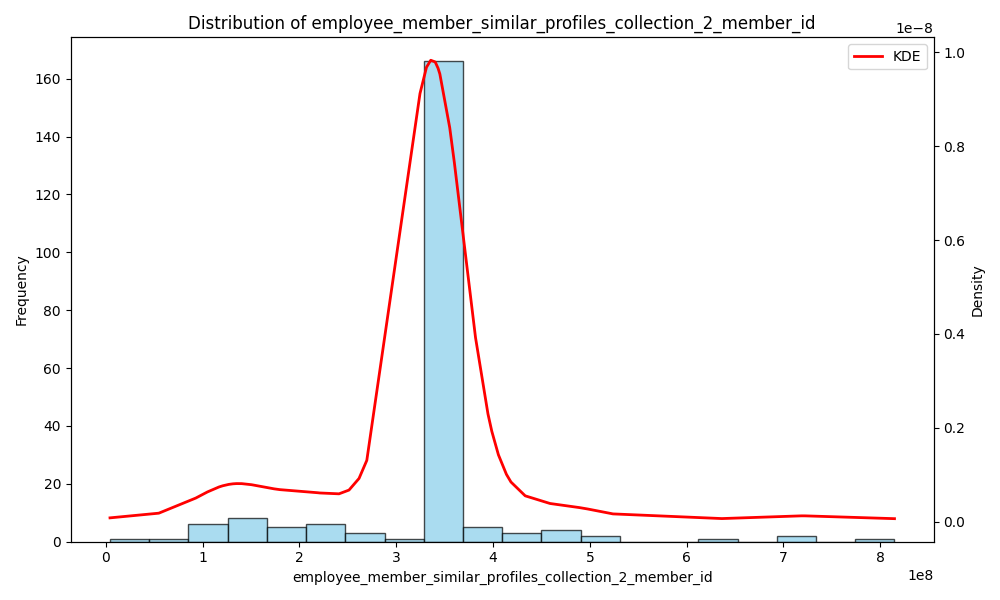 Distribution of employee_member_similar_profiles_collection_2_member_id
1e−8
KDE
1.0
0.8
0.6
0.4
0.2
0.0
Density
160
140
120
100
80
60
40
20
0
Frequency
0 1 2 3 4 5 6 7 8
1e8
employee_member_similar_profiles_collection_2_member_id